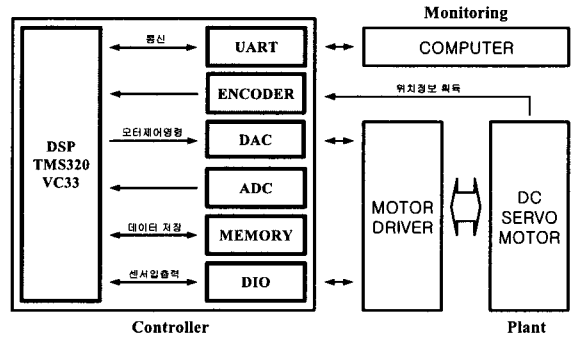 Monitoring
통신
UART
COMPUTER
ENCODER
위치정보 획득
DSP
TMS320
VC33
모터제어명령
DAC
ADC
MOTOR
DRIVER
DC
SERVO
MOTOR
데이터 저장
MEMORY
센서입출력
DIO
Controller
Plant